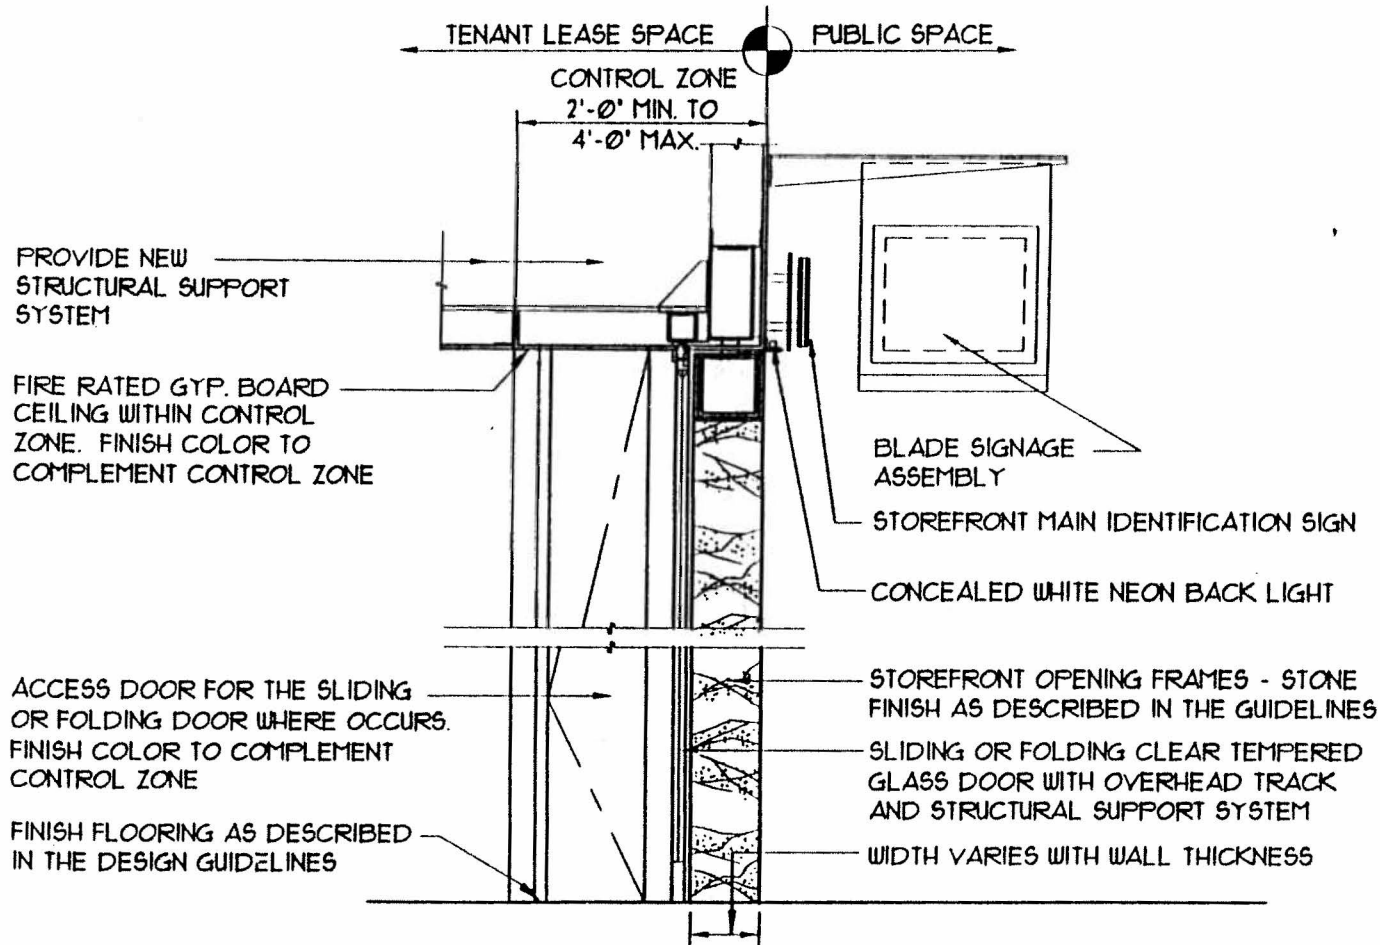 TENANT LEASE SPACE
PUBLIC SPACE
CONTROL ZONE
2'-0" MIN. TO
4'-0" MAX.
PROVIDE NEW
STRUCTURAL SUPPORT
SYSTEM
FIRE RATED GYP. BOARD
CEILING WITHIN CONTROL
ZONE. FINISH COLOR TO
COMPLEMENT CONTROL ZONE
BLADE SIGNAGE
ASSEMBLY
STOREFRONT MAIN IDENTIFICATION SIGN
CONCEALED WHITE NEON BACK LIGHT
ACCESS DOOR FOR THE SLIDING
OR FOLDING DOOR WHERE OCCURS.
FINISH COLOR TO COMPLEMENT
CONTROL ZONE
FINISH FLOORING AS DESCRIBED
IN THE DESIGN GUIDELINES
STOREFRONT OPENING FRAMES - STONE
FINISH AS DESCRIBED IN THE GUIDELINES
SLIDING OR FOLDING CLEAR TEMPERED
GLASS DOOR WITH OVERHEAD TRACK
AND STRUCTURAL SUPPORT SYSTEM
WIDTH VARIES WITH WALL THICKNESS